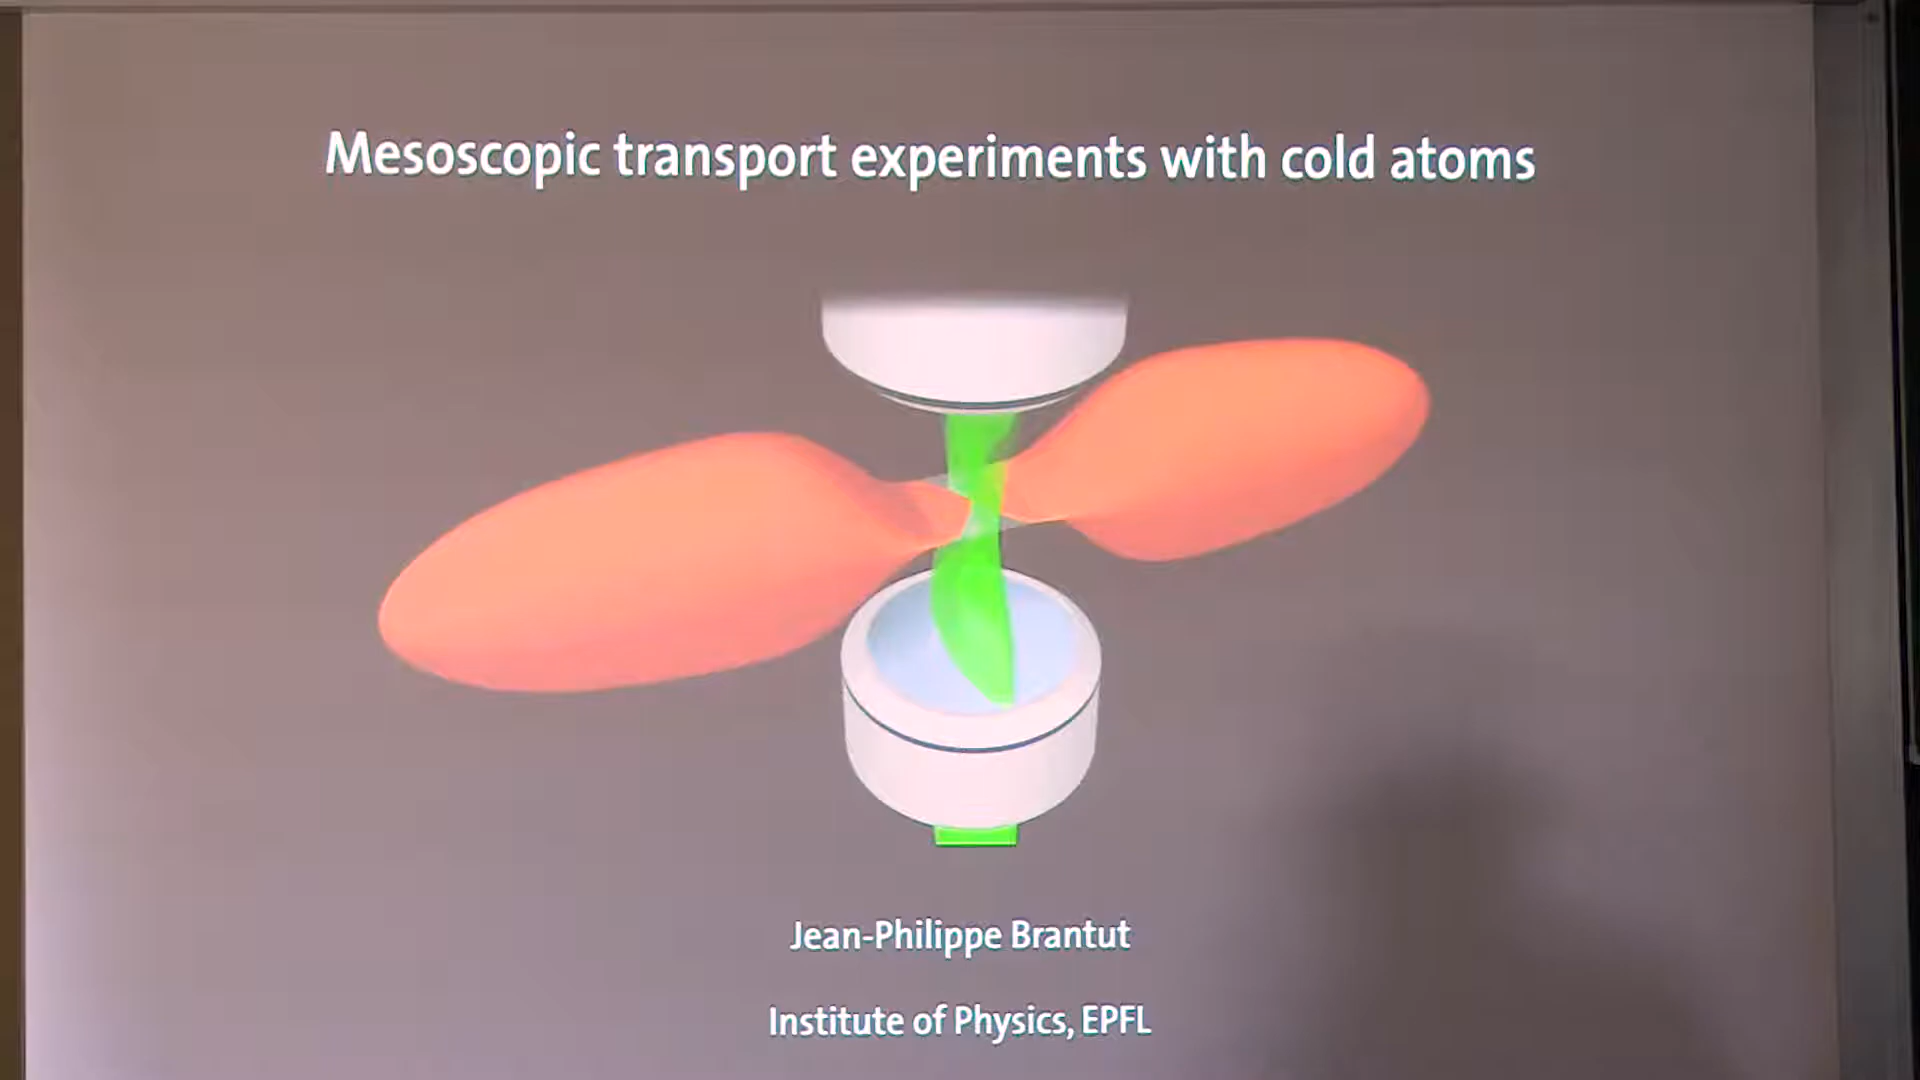 Mesoscopic transport experiments with cold atoms
Jean-Philippe Brantut
Institute of Physics, EPFL